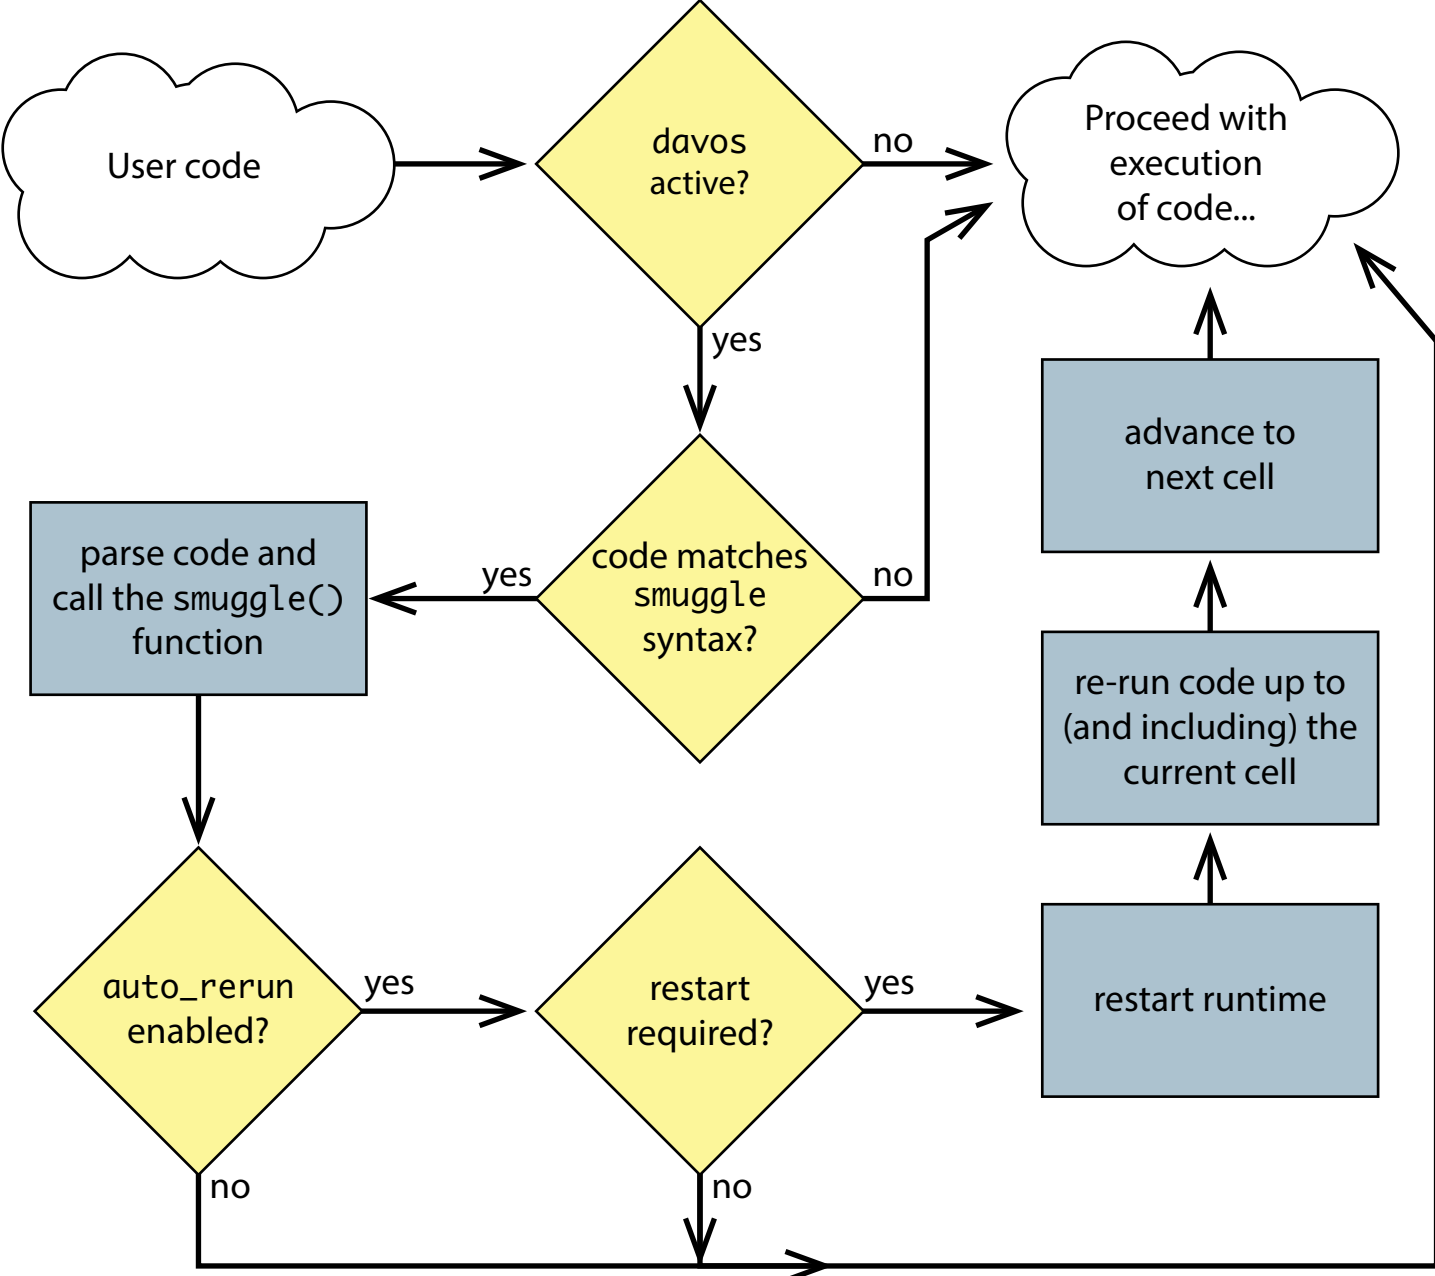 User code
davos
active?
no
Proceed with
execution
of code...
yes
advance to
next cell
parse code and
call the smuggle()
function
yes
code matches
smuggle
syntax?
no
re-run code up to
(and including) the
current cell
auto_rerun
enabled?
yes
restart
required?
yes
restart runtime
no
no